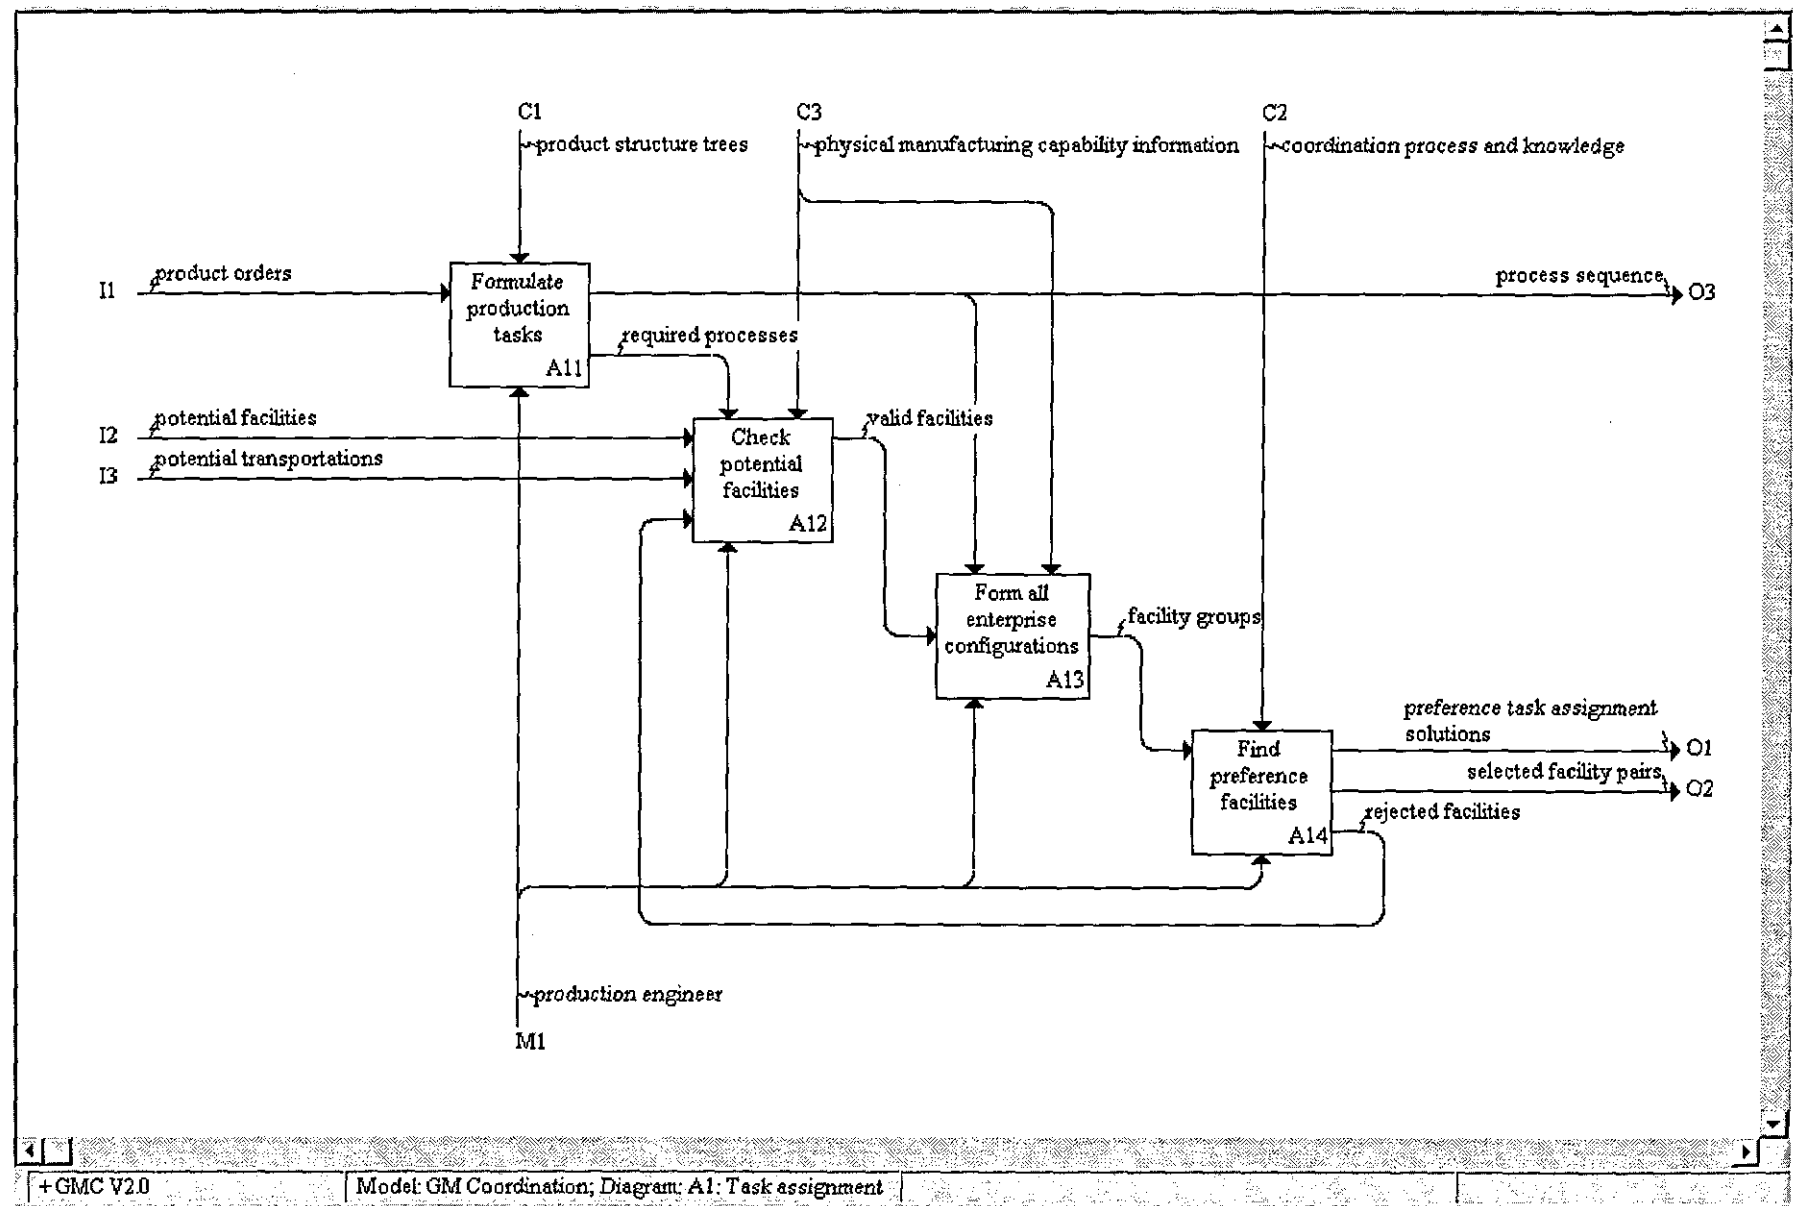 C1
C3
C2
product structure trees
physical manufacturing capability information
coordination process and knowledge
I1
product orders
Formulate
production
tasks
A11
process sequence
O3
required processes
I2
potential facilities
I3
potential transportations
Check
potential
facilities
A12
valid facilities
Form all
enterprise
configurations
A13
facility groups
Find
preference
facilities
A14
preference task assignment
solutions
O1
selected facility pairs
O2
rejected facilities
production engineer
M1
+GMC V2.0
Model: GM Coordination; Diagram: A1: Task assignment